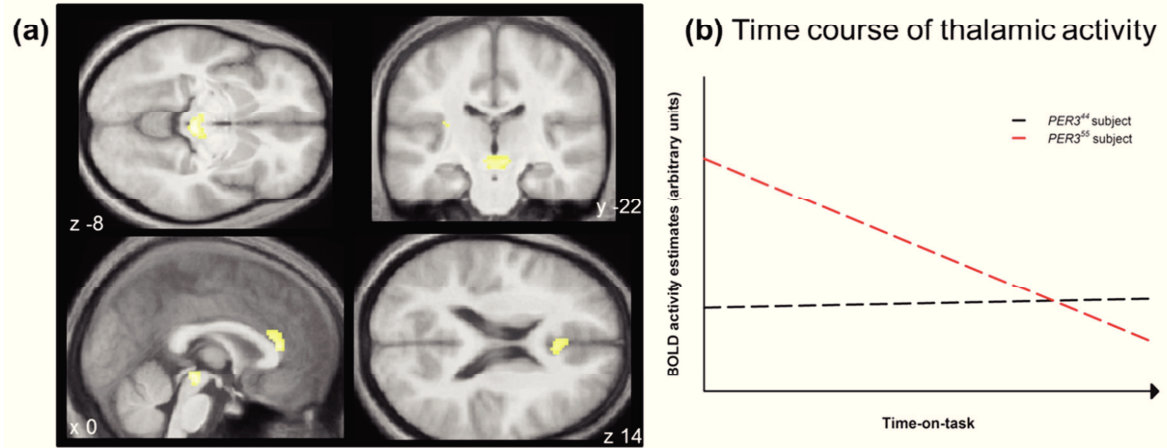 (a)
z -8
y -22
x 0
z 14
(b) Time course of thalamic activity
PER3⁴⁴ subject
PER3⁵⁵ subject
BOLD activity estimates (arbitrary units)
Time-on-task